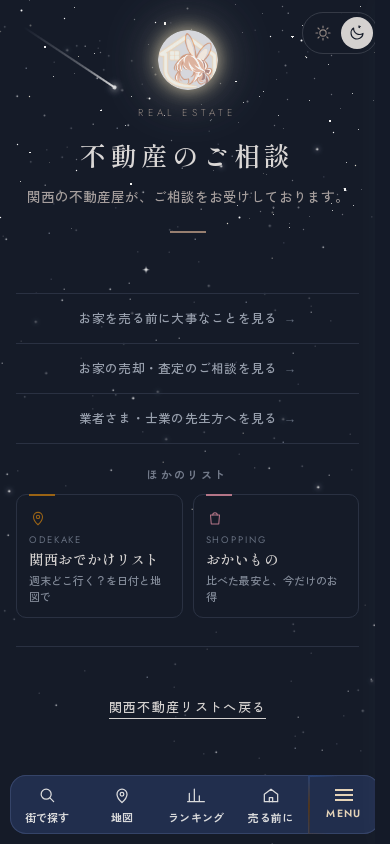 REAL ESTATE
不動産のご相談
関西の不動産屋が、ご相談をお受けしております。
お家を売る前に大事なことを見る →
お家の売却・査定のご相談を見る →
業者さま・士業の先生方へを見る →
ほかのリスト
ODEKAKE
関西おでかけリスト
週末どこ行く？を日付と地
図で
SHOPPING
おかいもの
比べた最安と、今だけのお
得
関西不動産リストへ戻る
街で探す
地図
ランキング
売る前に
MENU